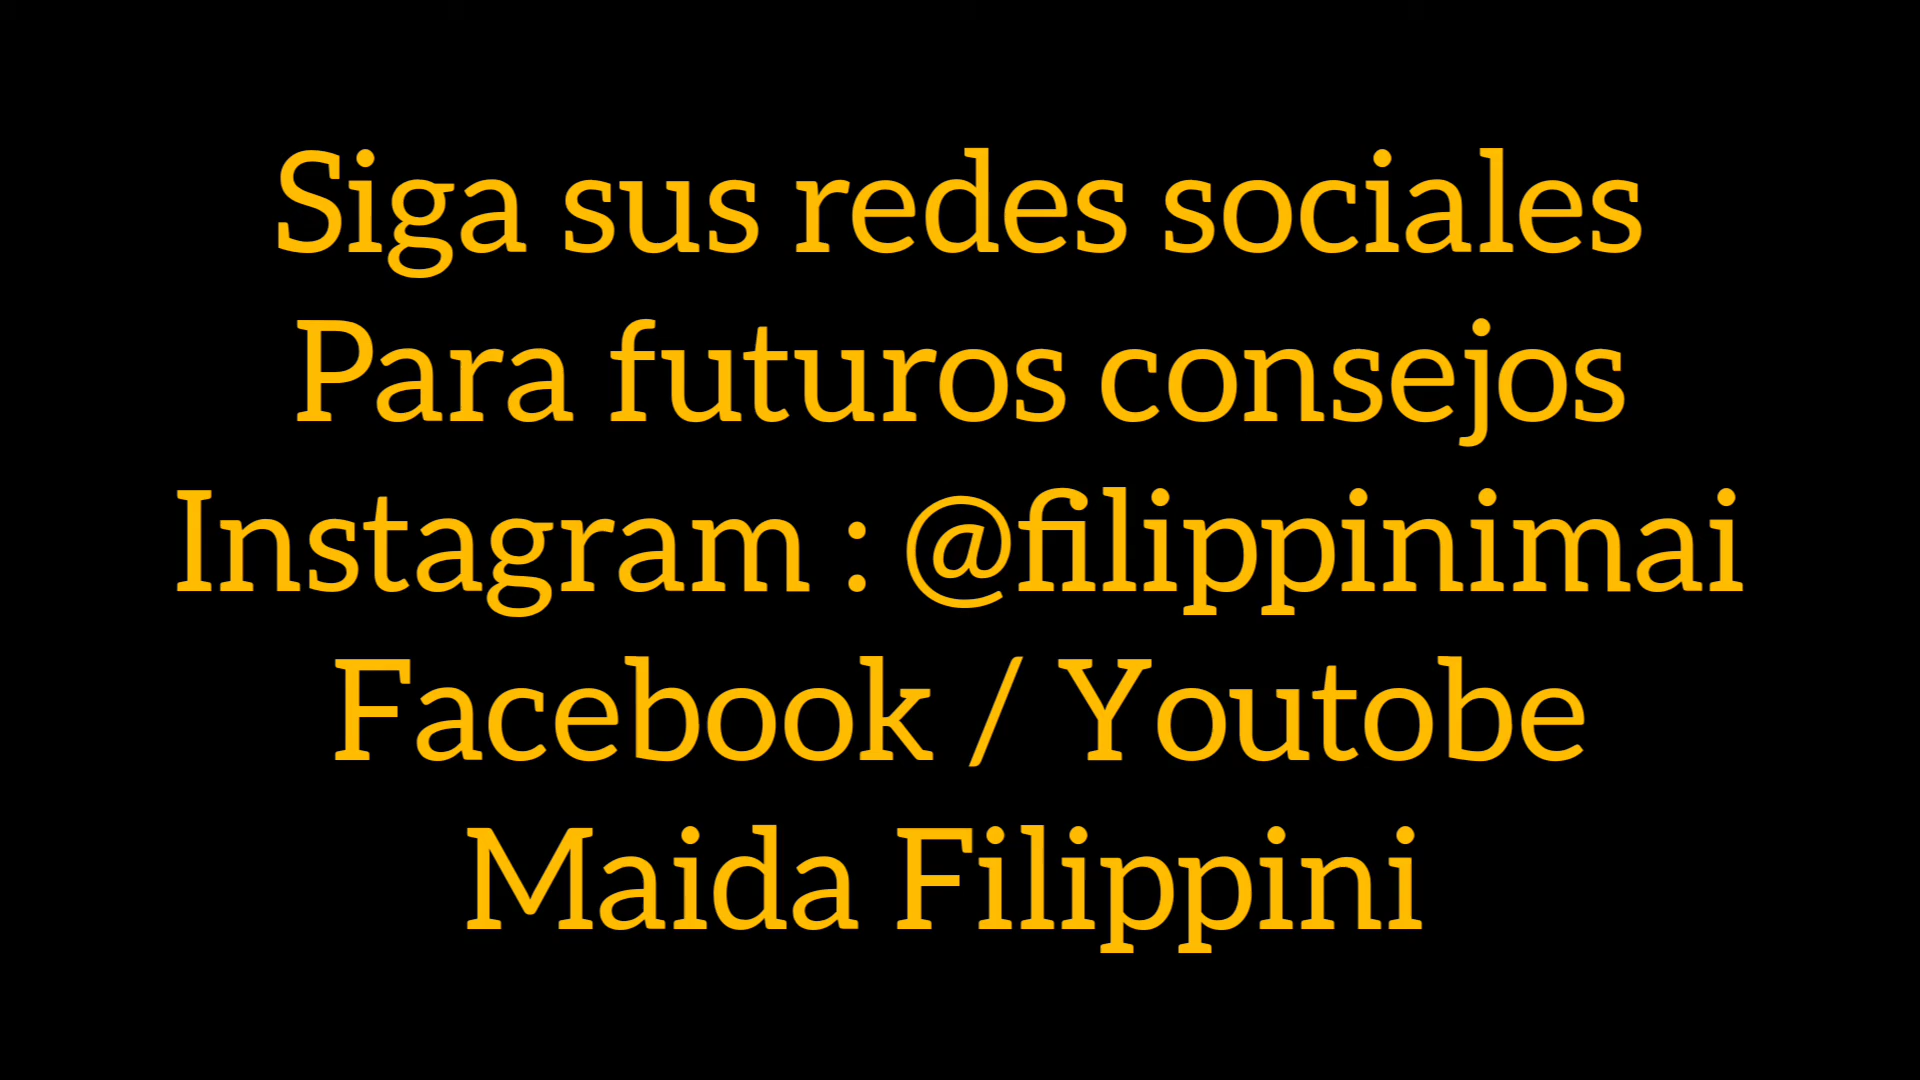 Siga sus redes sociales
Para futuros consejos
Instagram : @filippinimai
Facebook / Youtobe
Maida Filippini